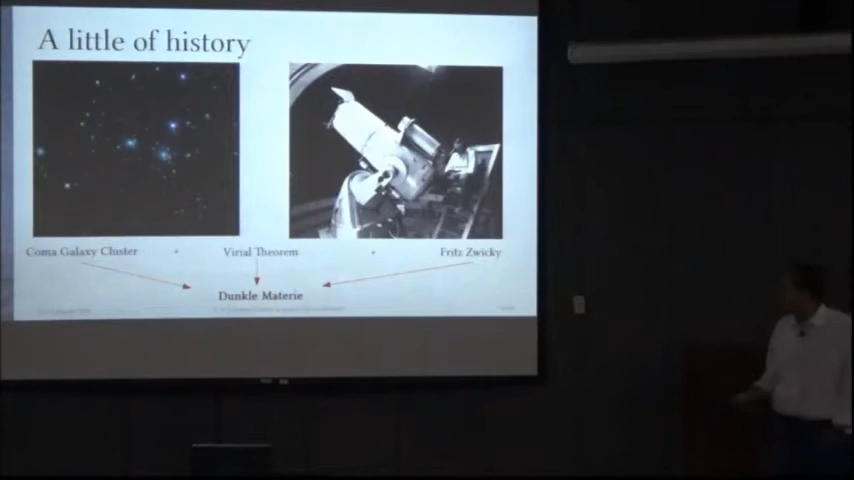 A little of history
Coma Galaxy Cluster + Virial Theorem + Fritz Zwicky
Dunkle Materie